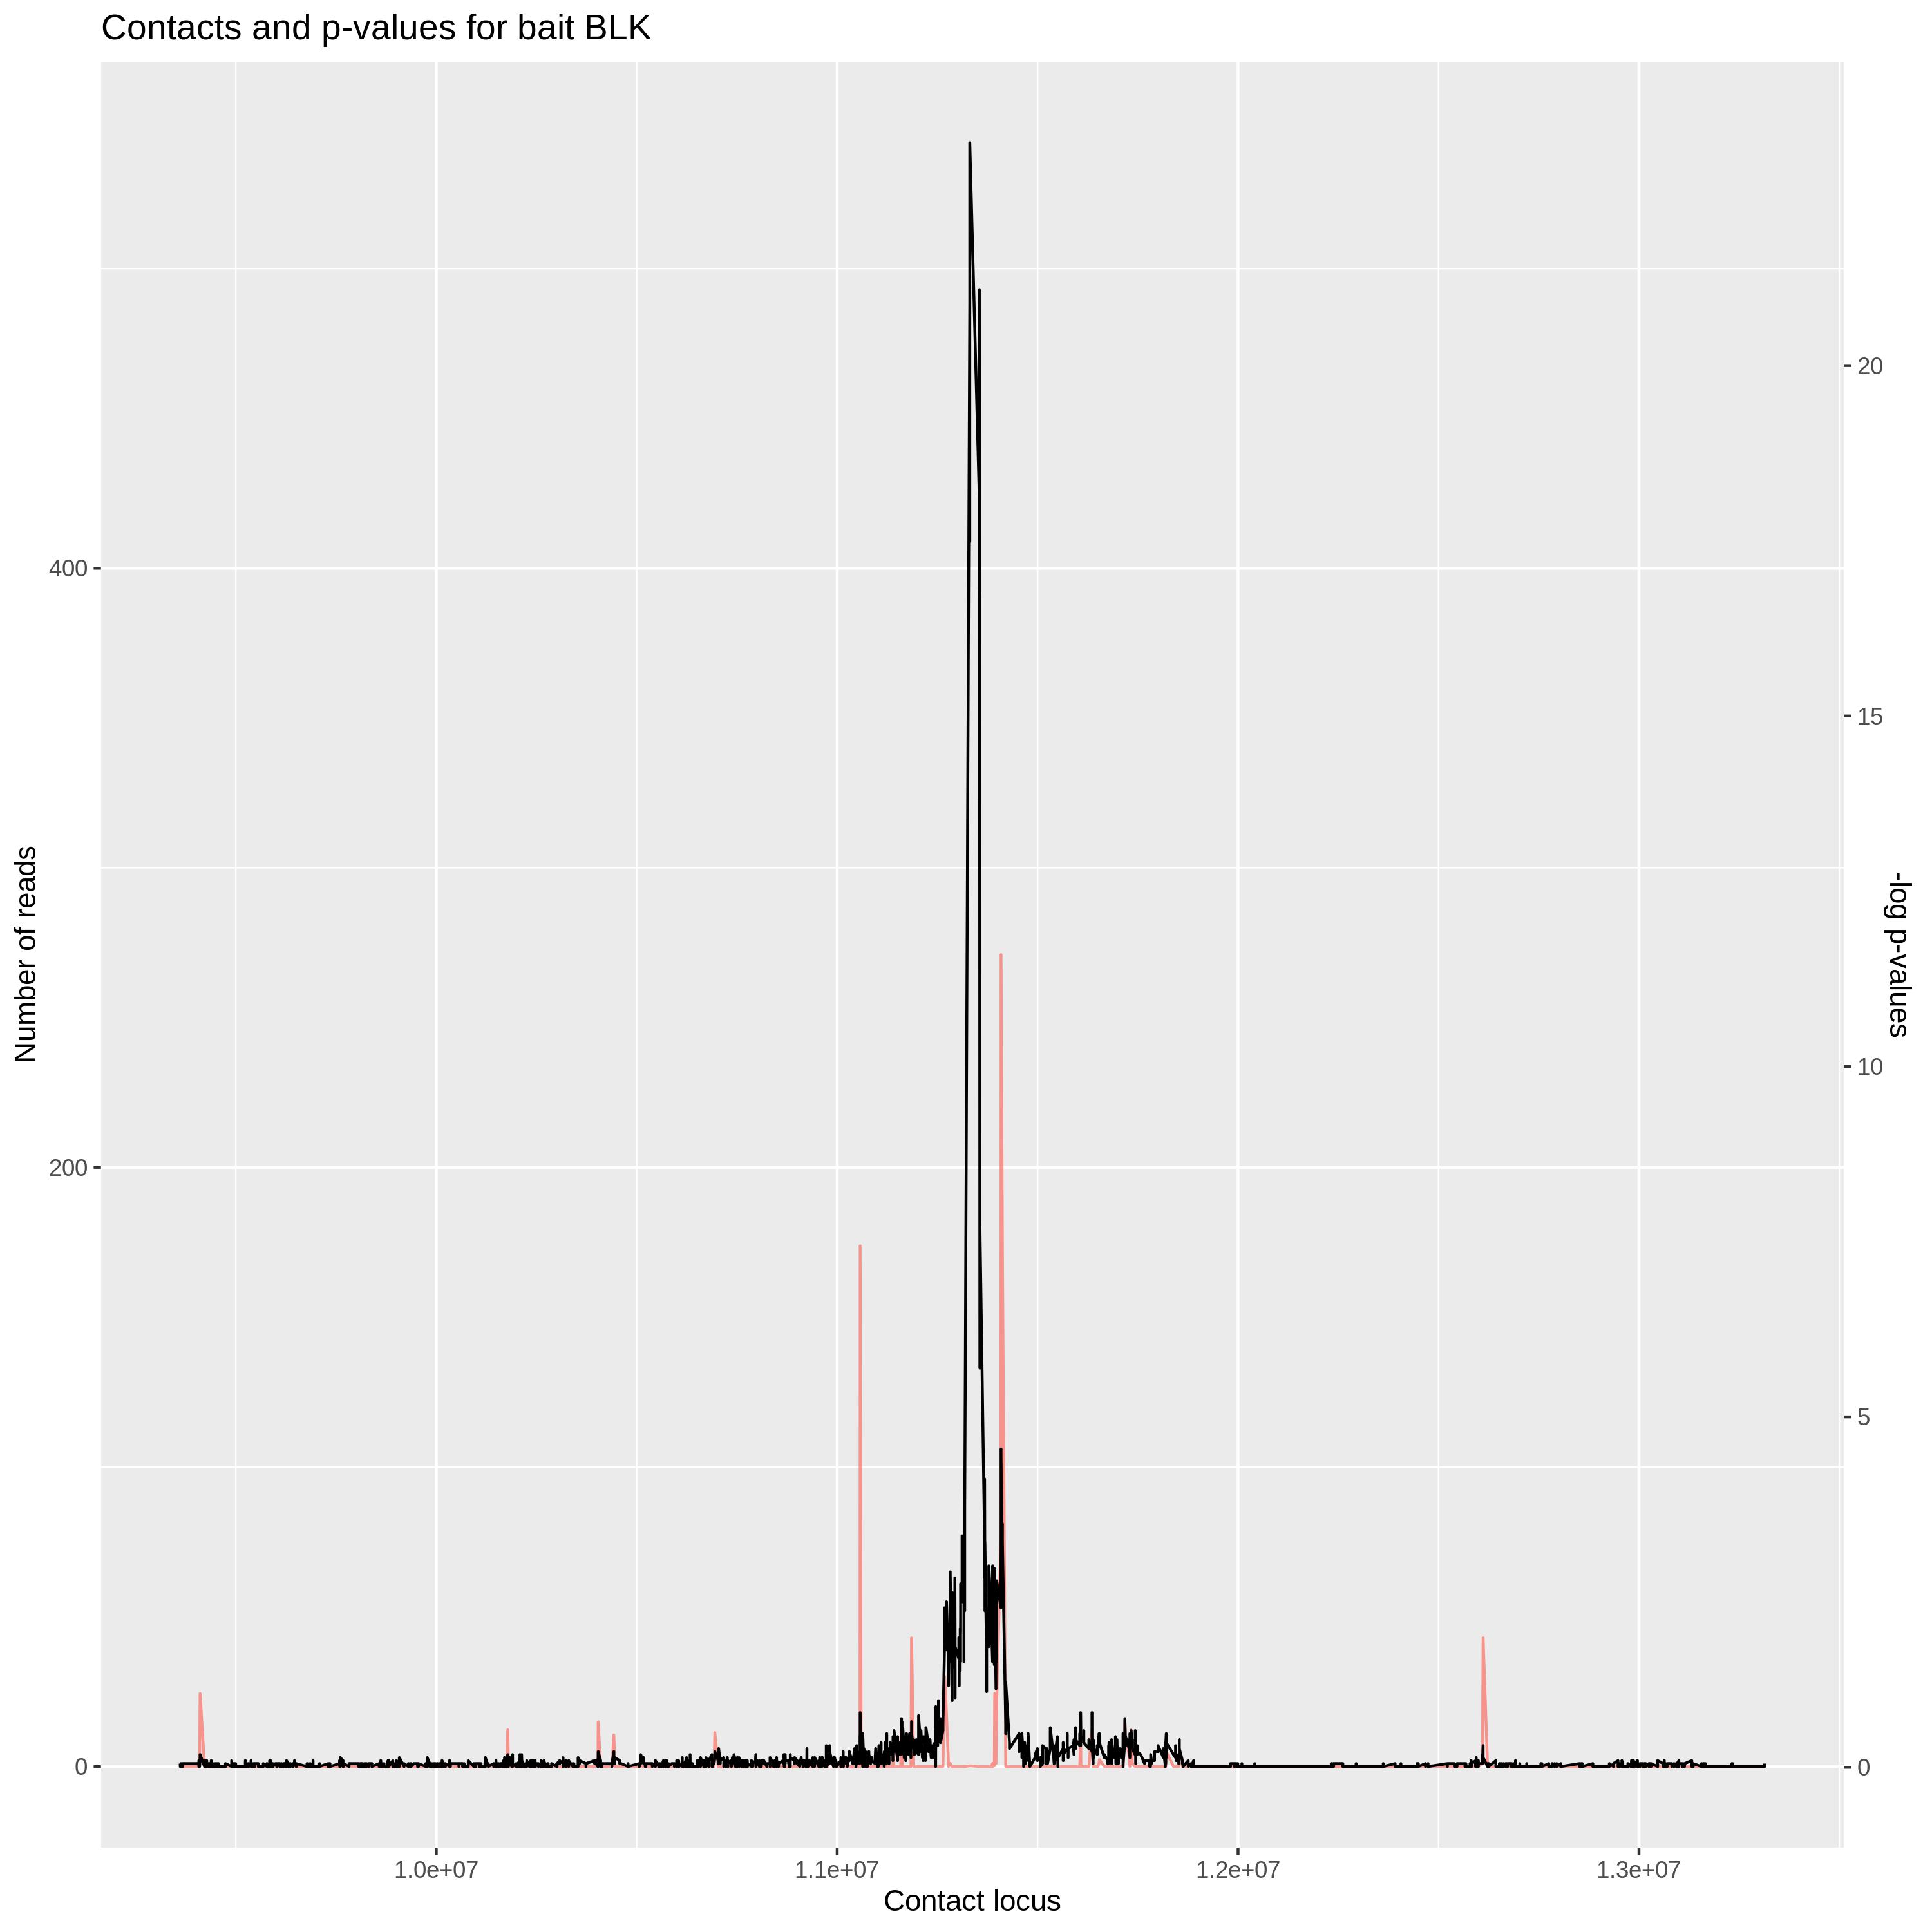 Contacts and p-values for bait BLK
Number of reads
400
200
0
20
15
10
5
0
-log p-values
1.0e+07
1.1e+07
1.2e+07
1.3e+07
Contact locus